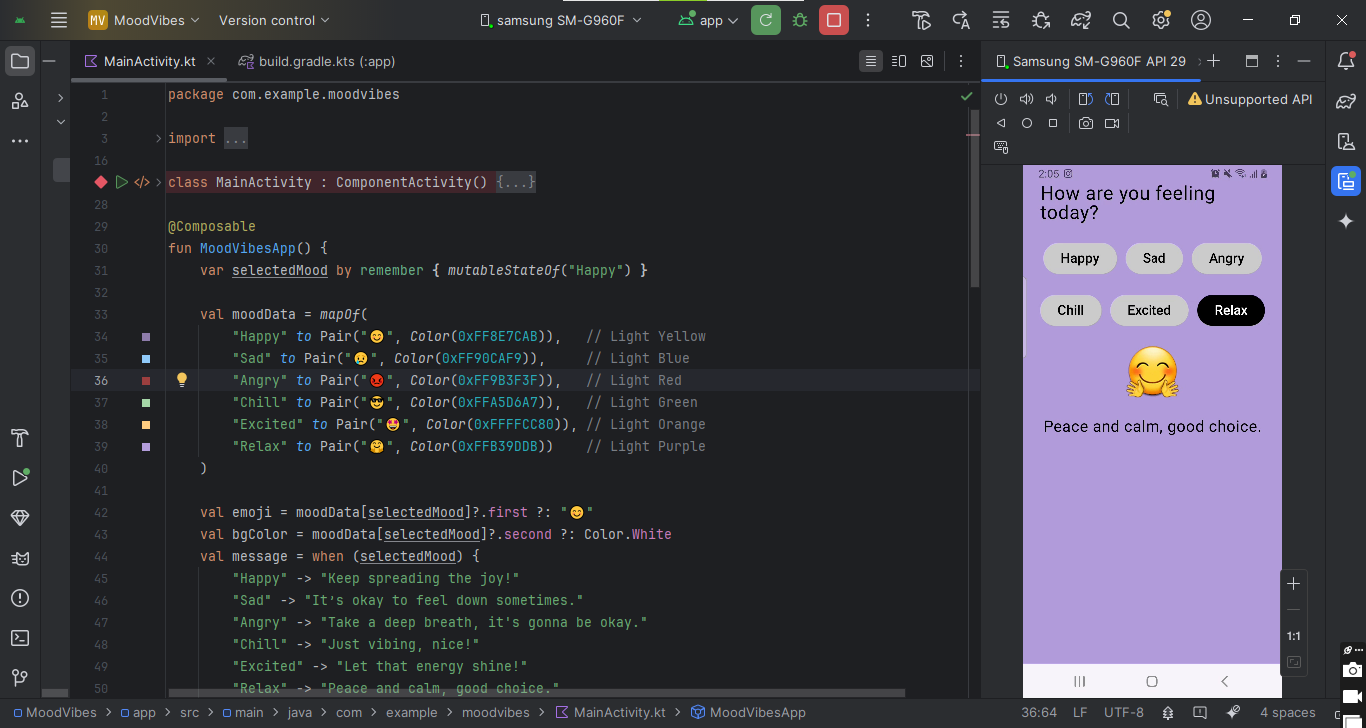 MV MoodVibes Version control samsung SM-G960F app
MainActivity.kt build.gradle.kts (:app)
1 package com.example.moodvibes
2
3 import ...
16
class MainActivity : ComponentActivity() {...}
28
29 @Composable
30 fun MoodVibesApp() {
31 var selectedMood by remember { mutableStateOf("Happy") }
32
33 val moodData = mapOf(
34 "Happy" to Pair("😊", Color(0xFF8E7CAB)), // Light Yellow
35 "Sad" to Pair("😢", Color(0xFF90CAF9)), // Light Blue
36 "Angry" to Pair("😡", Color(0xFF9B3F3F)), // Light Red
37 "Chill" to Pair("😎", Color(0xFFA5D6A7)), // Light Green
38 "Excited" to Pair("🤩", Color(0xFFFFCC80)), // Light Orange
39 "Relax" to Pair("🤗", Color(0xFFB39DDB)) // Light Purple
40 )
41
42 val emoji = moodData[selectedMood]?.first ?: "😊"
43 val bgColor = moodData[selectedMood]?.second ?: Color.White
44 val message = when (selectedMood) {
45 "Happy" -> "Keep spreading the joy!"
46 "Sad" -> "It’s okay to feel down sometimes."
47 "Angry" -> "Take a deep breath, it's gonna be okay."
48 "Chill" -> "Just vibing, nice!"
49 "Excited" -> "Let that energy shine!"
50 "Relax" -> "Peace and calm, good choice."
Samsung SM-G960F API 29
Unsupported API
2:05
How are you feeling
today?
Happy Sad Angry
Chill Excited Relax
🤗
Peace and calm, good choice.
1:1
MoodVibes > app > src > main > java > com > example > moodvibes > MainActivity.kt > MoodVibesApp 36:64 LF UTF-8 4 spaces